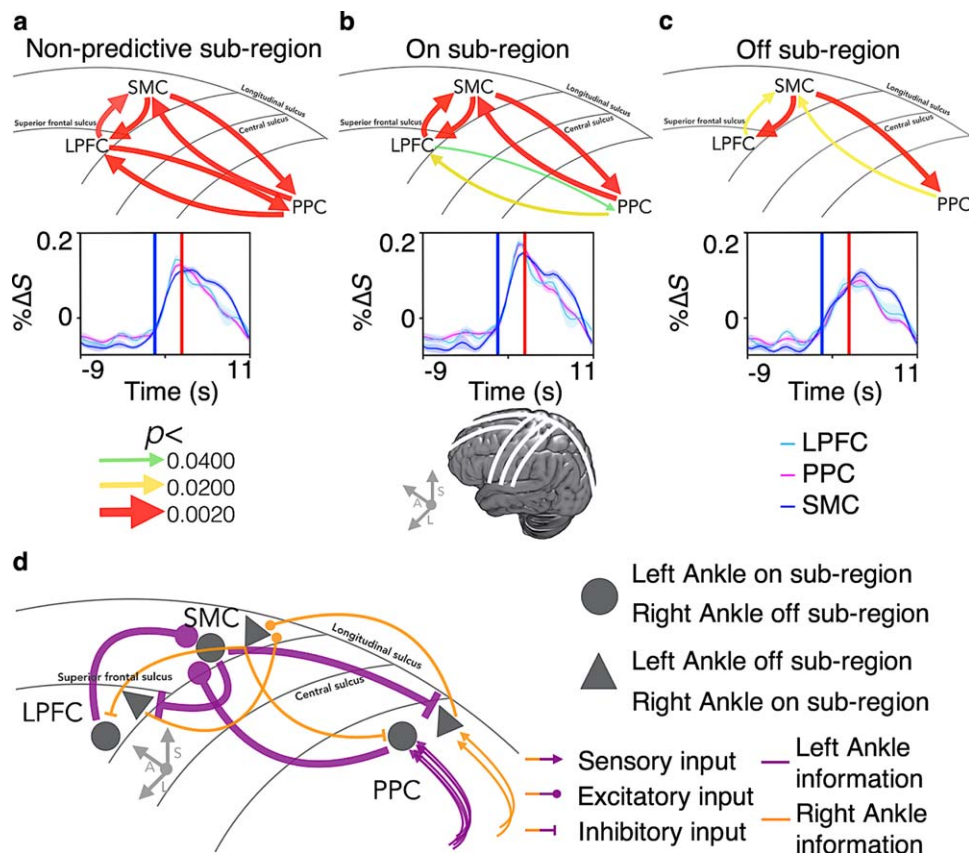 a
Non-predictive sub-region
SMC
Longitudinal sulcus
Superior frontal sulcus
Central sulcus
LPFC
PPC
0.2
%ΔS
0
-9
11
Time (s)
p<
0.0400
0.0200
0.0020
b
On sub-region
SMC
Longitudinal sulcus
Superior frontal sulcus
Central sulcus
LPFC
PPC
0.2
%ΔS
0
-9
11
Time (s)
S
A
L
c
Off sub-region
SMC
Longitudinal sulcus
Superior frontal sulcus
Central sulcus
LPFC
PPC
0.2
%ΔS
0
-9
11
Time (s)
LPFC
PPC
SMC
d
SMC
Longitudinal sulcus
Superior frontal sulcus
Central sulcus
LPFC
S
A
L
PPC
Left Ankle on sub-region
Right Ankle off sub-region
Left Ankle off sub-region
Right Ankle on sub-region
Sensory input
Excitatory input
Inhibitory input
Left Ankle
information
Right Ankle
information